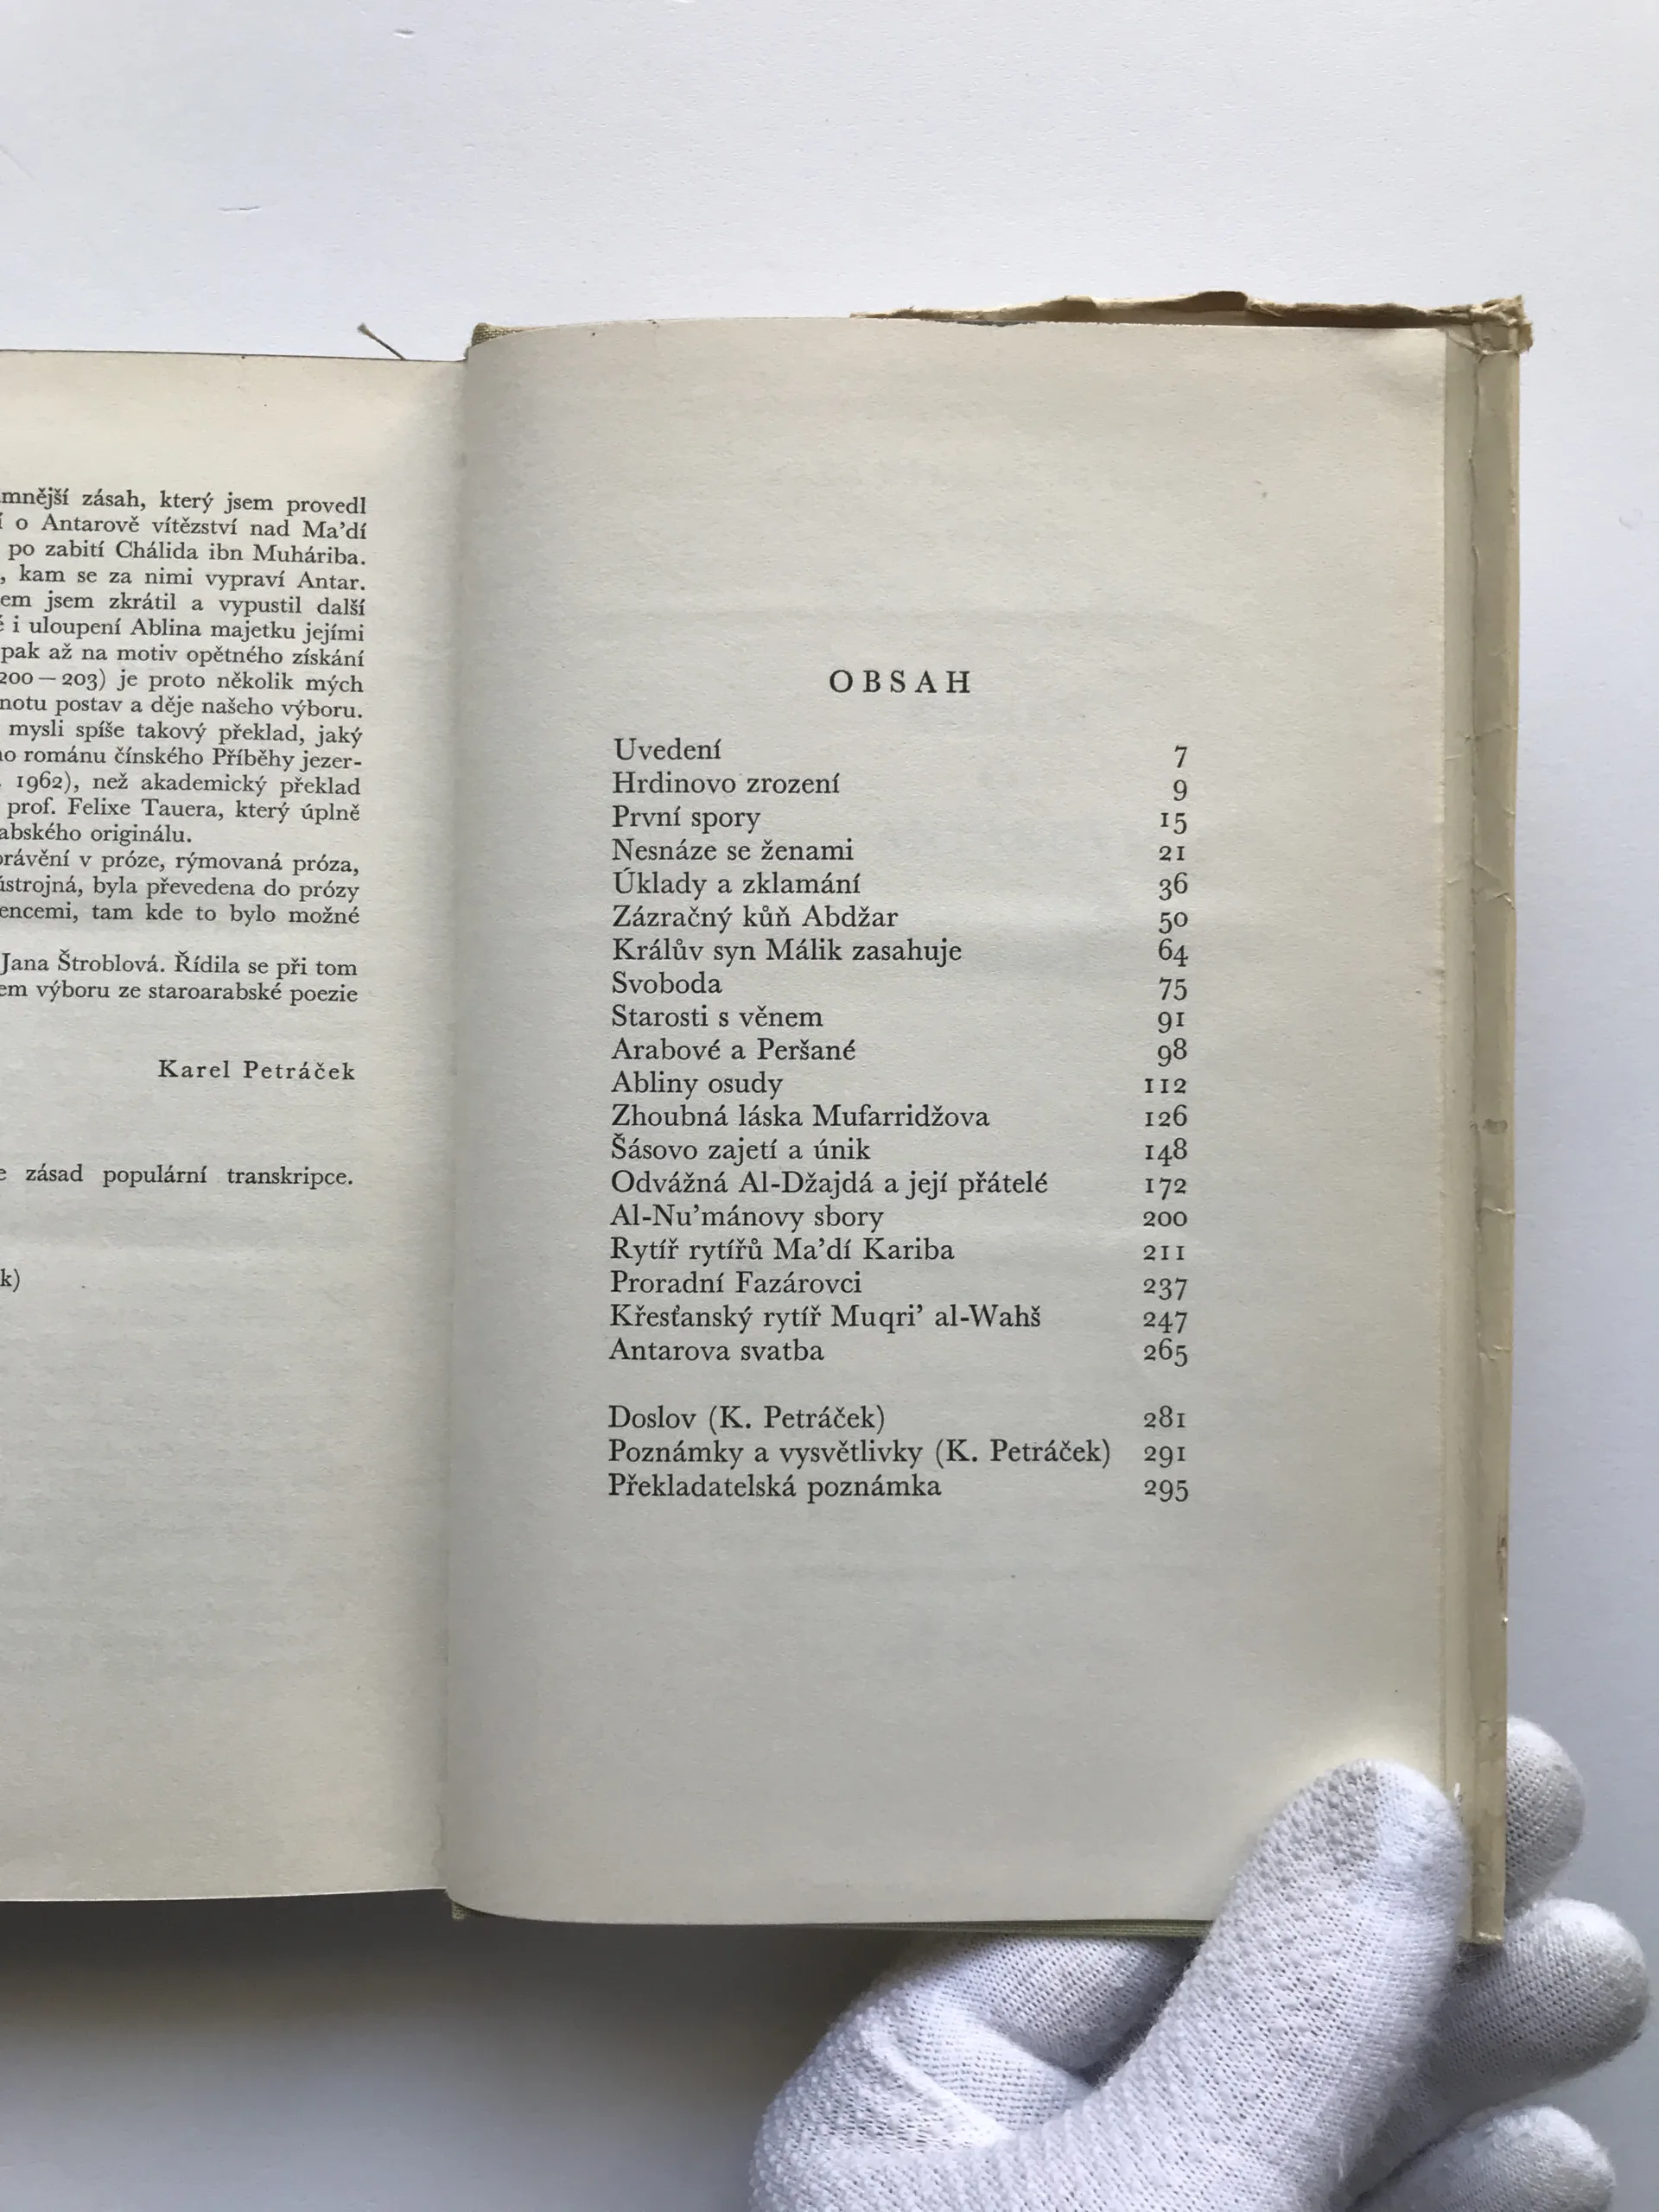 zásah, který jsem provedl
o Antarově vítězství nad Ma’dí
po zabití Chálida ibn Muháriba.
, kam se za nimi vypraví Antar.
jsem zkrátil a vypustil další
i uloupení Ablina majetku jejími
pak až na motiv opětného získání
200 — 203) je proto několik mých
postav a děje našeho výboru.
mysli spíše takový překlad, jaký
románu čínského Příběhy jezer-
1962), než akademický překlad
prof. Felixe Tauera, který úplně
originálu.
v próze, rýmovaná próza,
byla převedena do prózy
tam kde to bylo možné
Jana Štroblová. Řídila se při tom
výboru ze staroarabské poezie
Karel Petráček
zásad populární transkripce.
k)
OBSAH
Uvedení 7
Hrdinovo zrození 9
První spory 15
Nesnáze se ženami 21
Úklady a zklamání 36
Zázračný kůň Abdžar 50
Králův syn Málik zasahuje 64
Svoboda 75
Starosti s věnem 91
Arabové a Peršané 98
Abliny osudy 112
Zhoubná láska Mufarridžova 126
Šásovo zajetí a únik 148
Odvážná Al-Džajdá a její přátelé 172
Al-Nu’mánovy sbory 200
Rytíř rytířů Ma’dí Kariba 211
Proradní Fazárovci 237
Křesťanský rytíř Muqri’ al-Wahš 247
Antarova svatba 265
Doslov (K. Petráček) 281
Poznámky a vysvětlivky (K. Petráček) 291
Překladatelská poznámka 295